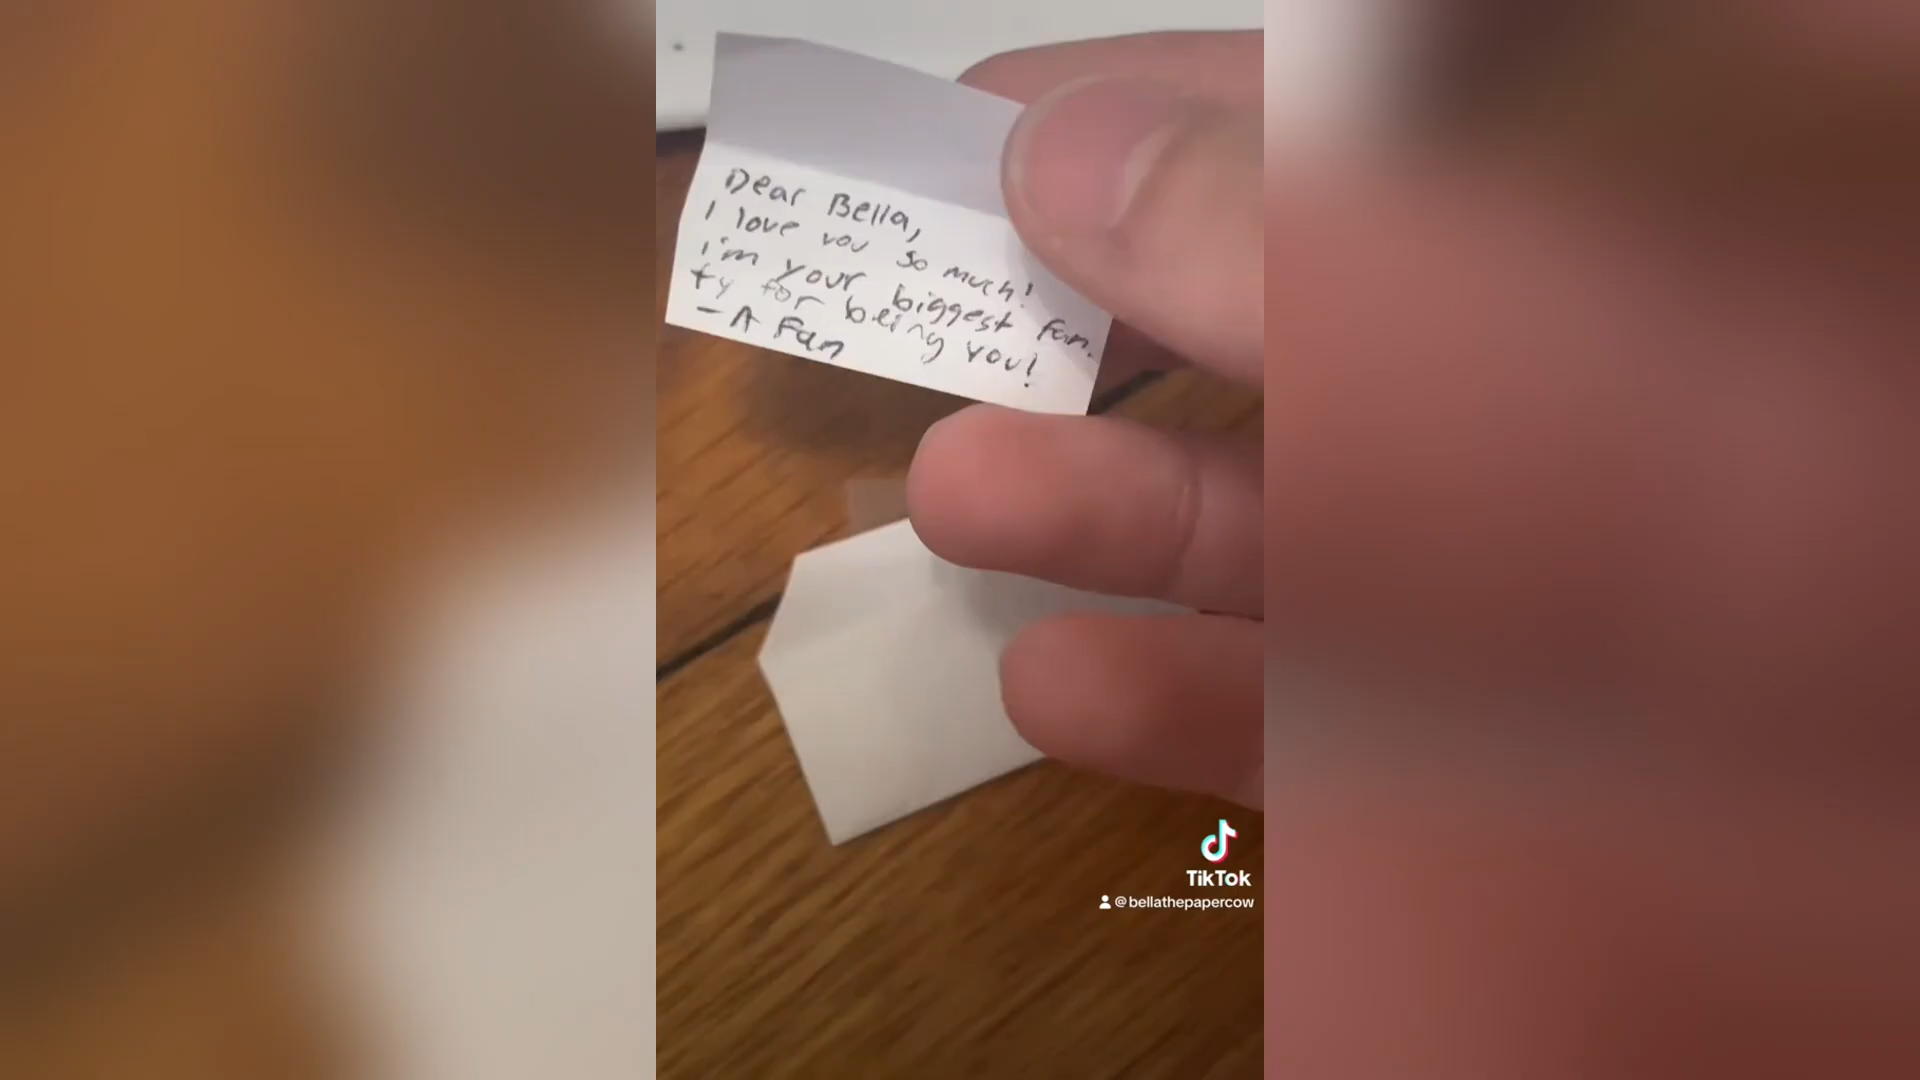 Dear Bella,
I love you so much!
I'm your biggest fan.
ty for being you!
- A Fan
TikTok
@bellathepapercow